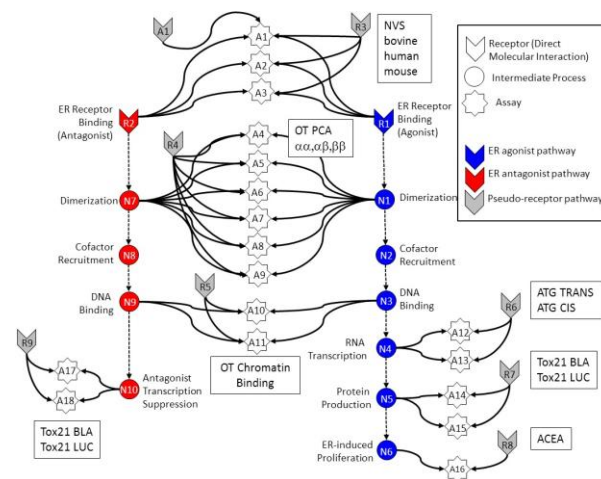 A1
R3
A1
A2
A3
NVS
bovine
human
mouse
Receptor (Direct
Molecular Interaction)
Intermediate Process
Assay
ER agonist pathway
ER antagonist pathway
Pseudo-receptor pathway
ER Receptor
Binding
(Antagonist)
R2
R1
ER Receptor
Binding
(Agonist)
R4
OT PCA
αα,αβ,ββ
A4
A5
A6
A7
A8
A9
Dimerization
N7
N1
Dimerization
Cofactor
Recruitment
N8
N2
Cofactor
Recruitment
DNA
Binding
N9
R5
A10
A11
N3
DNA
Binding
OT Chromatin
Binding
RNA
Transcription
N4
A12
A13
R6
ATG TRANS
ATG CIS
R9
A17
A18
N10
Antagonist
Transcription
Suppression
Tox21 BLA
Tox21 LUC
Protein
Production
N5
A14
A15
R7
Tox21 BLA
Tox21 LUC
ER-induced
Proliferation
N6
A16
R8
ACEA